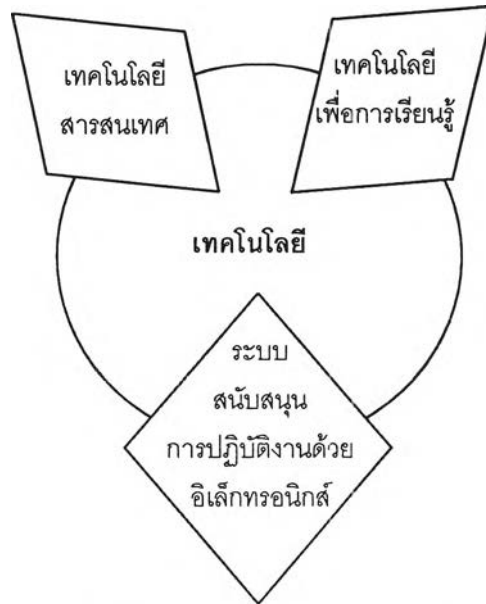 เทคโนโลยี
สารสนเทศ
เทคโนโลยี
เพื่อการเรียนรู้
เทคโนโลยี
ระบบ
สนับสนุน
การปฏิบัติงานด้วย
อิเล็กทรอนิกส์